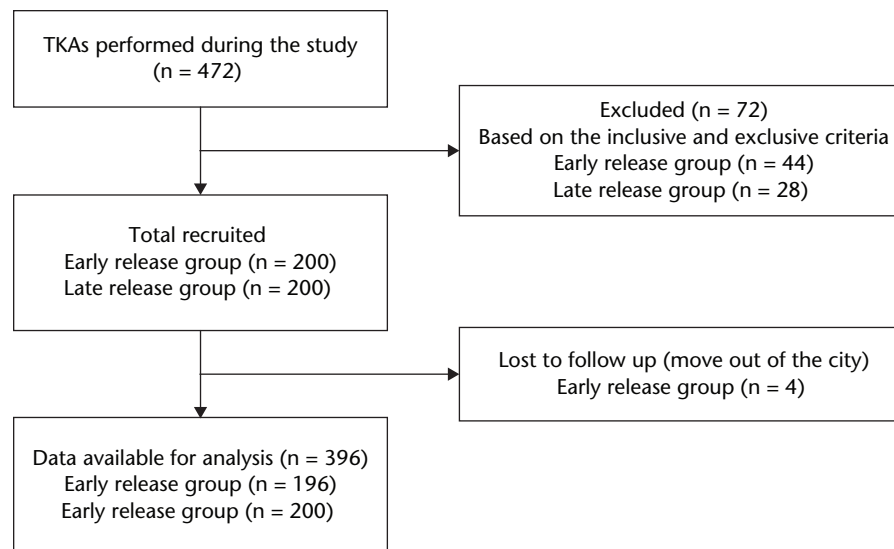 TKAs performed during the study
(n = 472)
Excluded (n = 72)
Based on the inclusive and exclusive criteria
Early release group (n = 44)
Late release group (n = 28)
Total recruited
Early release group (n = 200)
Late release group (n = 200)
Lost to follow up (move out of the city)
Early release group (n = 4)
Data available for analysis (n = 396)
Early release group (n = 196)
Early release group (n = 200)